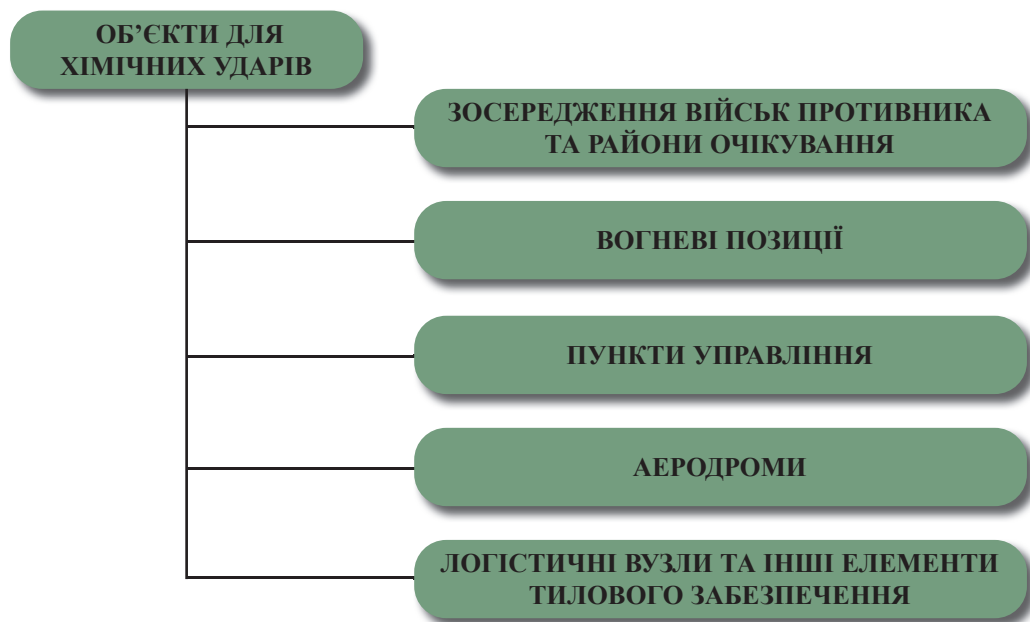 ОБ’ЄКТИ ДЛЯ
ХІМІЧНИХ УДАРІВ
ЗОСЕРЕДЖЕННЯ ВІЙСЬК ПРОТИВНИКА
ТА РАЙОНИ ОЧІКУВАННЯ
ВОГНЕВІ ПОЗИЦІЇ
ПУНКТИ УПРАВЛІННЯ
АЕРОДРОМИ
ЛОГІСТИЧНІ ВУЗЛИ ТА ІНШІ ЕЛЕМЕНТИ
ТИЛОВОГО ЗАБЕЗПЕЧЕННЯ